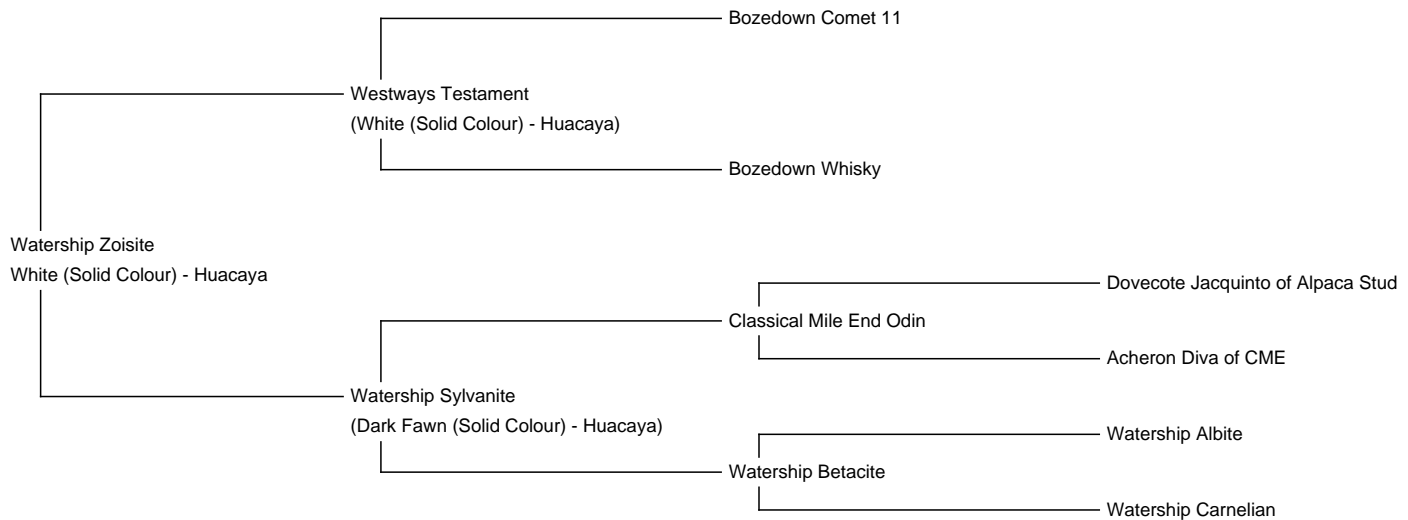 Bozedown Comet 11
Westways Testament
(White (Solid Colour) - Huacaya)
Bozedown Whisky
Watership Zoisite
White (Solid Colour) - Huacaya
Dovecote Jacquinto of Alpaca Stud
Classical Mile End Odin
Acheron Diva of CME
Watership Sylvanite
(Dark Fawn (Solid Colour) - Huacaya)
Watership Albite
Watership Betacite
Watership Carnelian